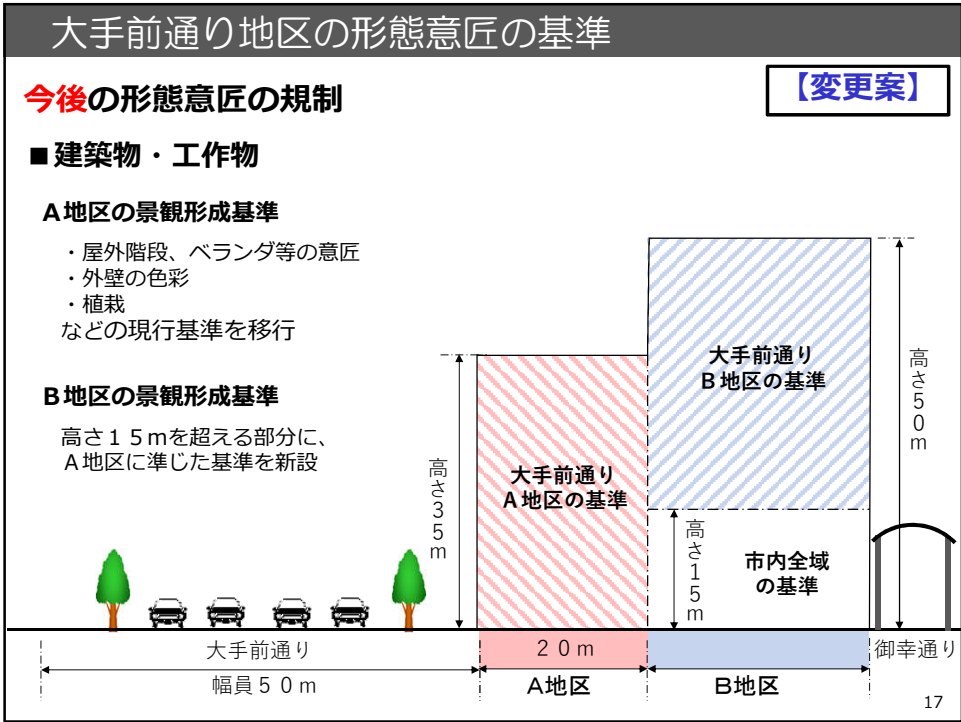 大手前通り地区の形態意匠の基準
今後の形態意匠の規制
【変更案】
■建築物・工作物
A地区の景観形成基準
・屋外階段、ベランダ等の意匠
・外壁の色彩
・植栽
などの現行基準を移行
B地区の景観形成基準
高さ15mを超える部分に、
A地区に準じた基準を新設
高さ35m
大手前通り
A地区の基準
大手前通り
B地区の基準
高さ15m
市内全域
の基準
高さ50m
大手前通り
20m
御幸通り
幅員50m
A地区
B地区
17